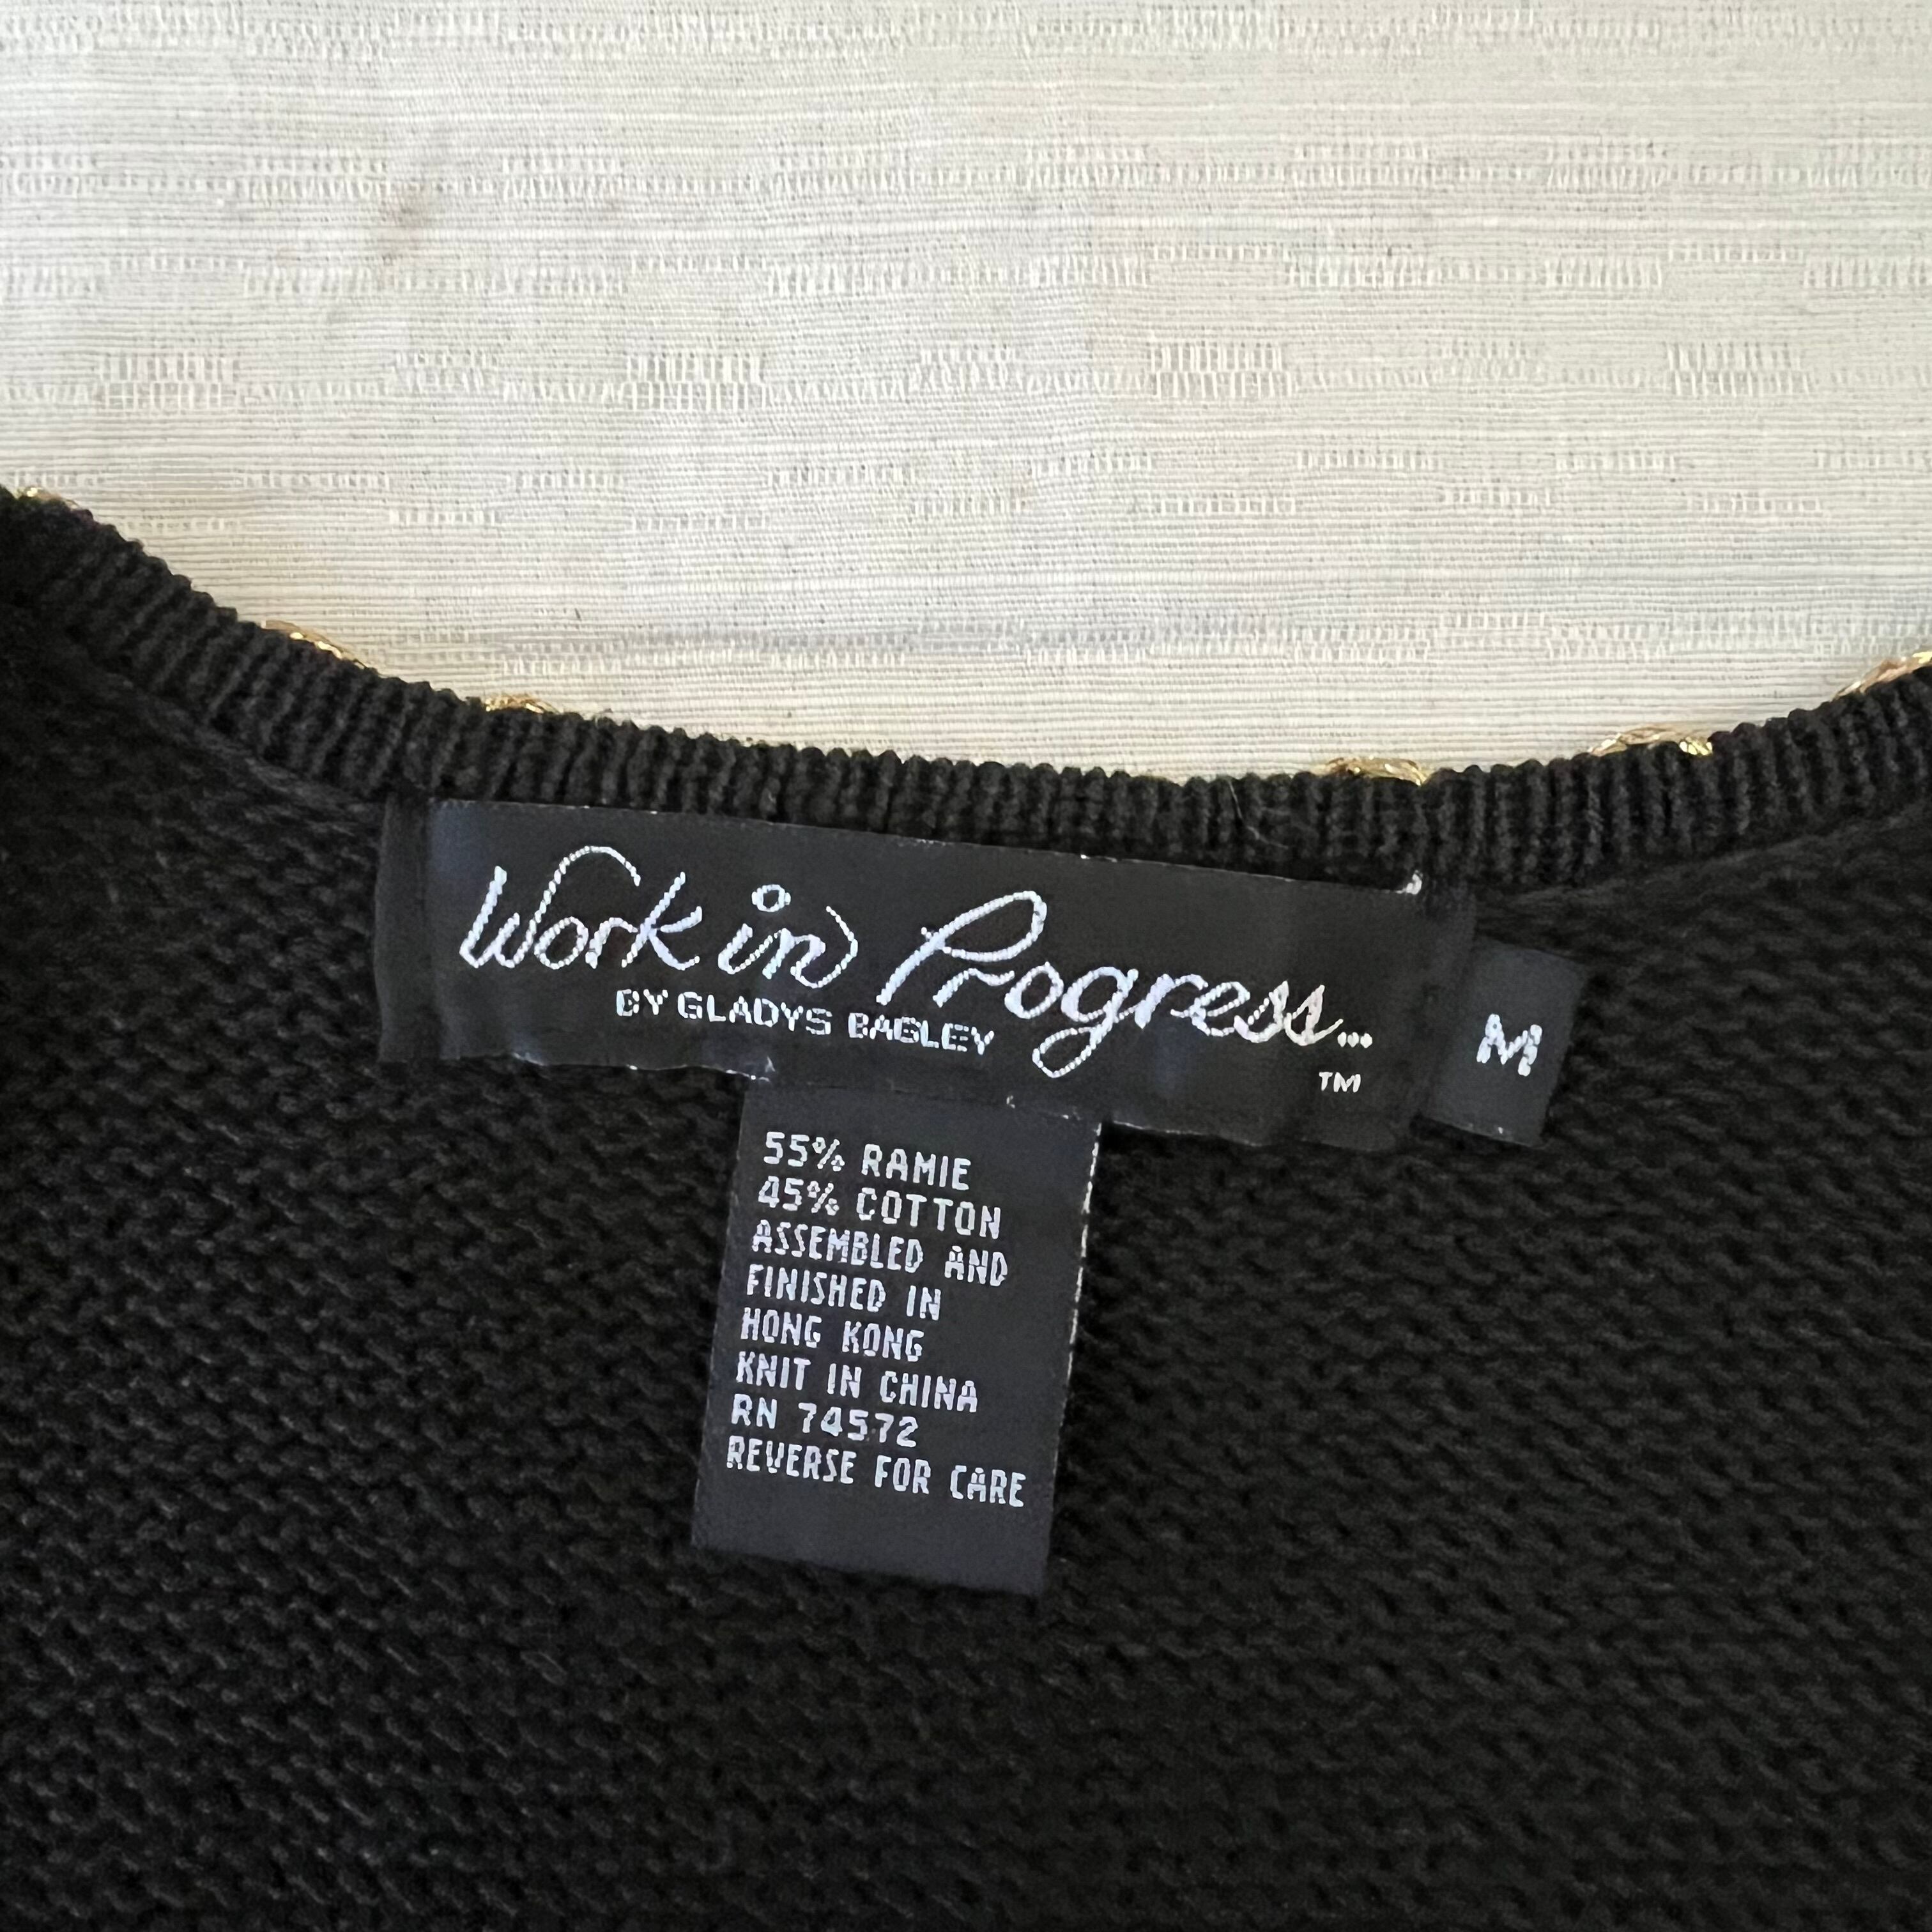 Work in Progress...
BY GLADYS BAGLEY
TM
M
55% RAMIE
45% COTTON
ASSEMBLED AND
FINISHED IN
HONG KONG
KNIT IN CHINA
RN 74572
REVERSE FOR CARE